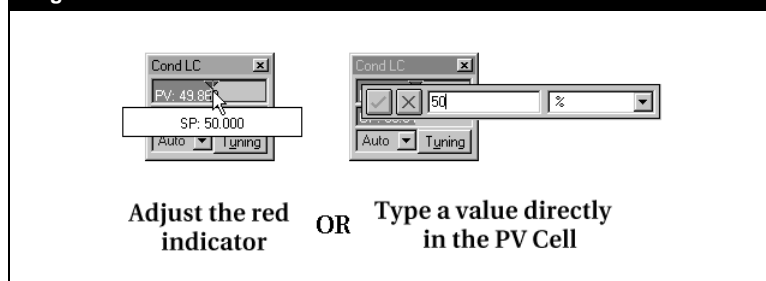 Cond LC
PV: 49.86
SP: 50.000
Auto Tuning
Cond LC
50 %
Auto Tuning
Adjust the red
indicator
OR
Type a value directly
in the PV Cell